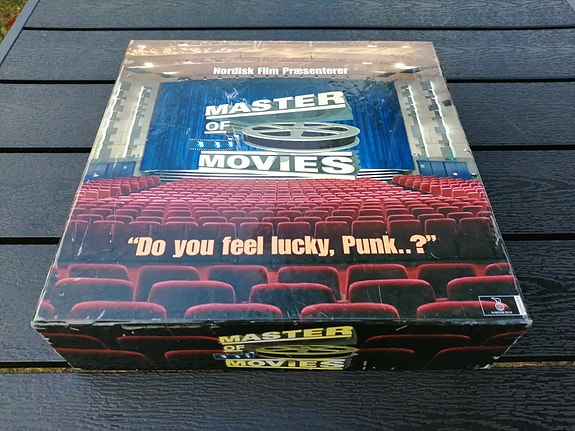 Nordisk Film Præsenterer
MASTER
OF
MOVIES
“Do you feel lucky, Punk..?”
MASTER
OF
MOVIES